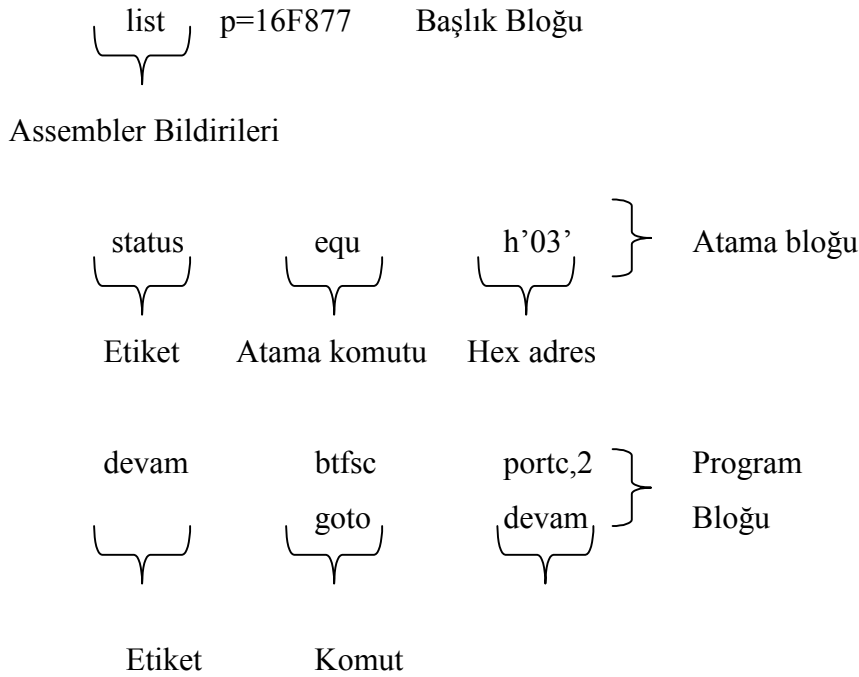 list p=16F877 Başlık Bloğu
Assembler Bildirileri
status equ h’03’ Atama bloğu
Etiket Atama komutu Hex adres
devam btfsc portc,2 Program
goto devam Bloğu
Etiket Komut